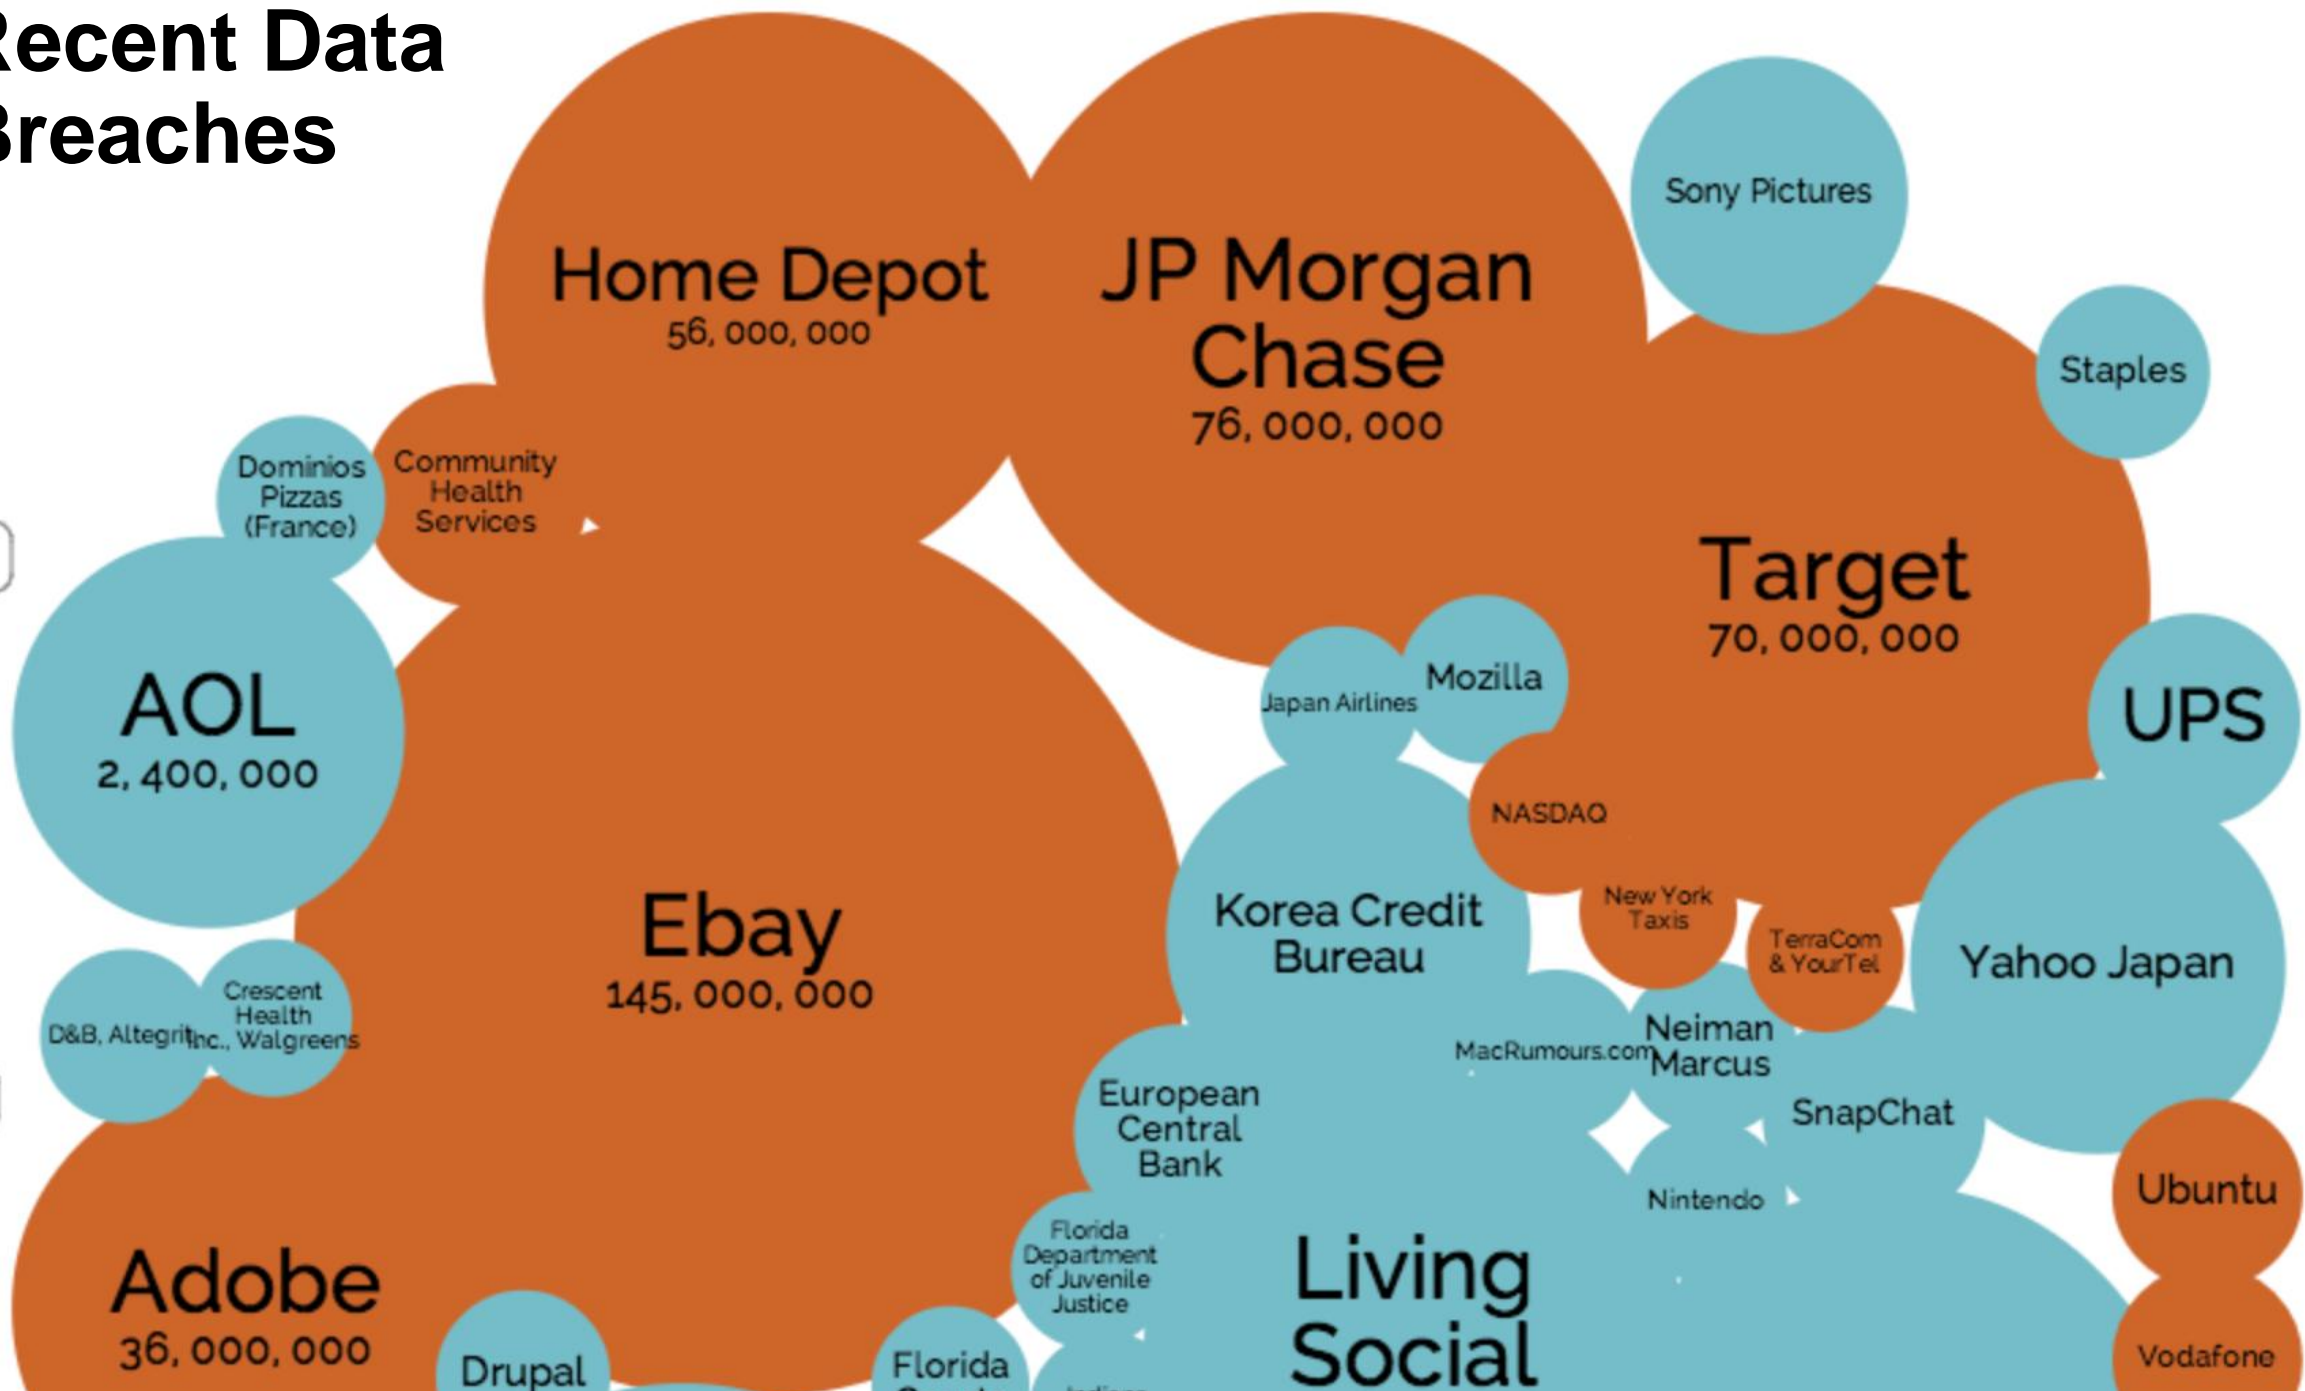 Recent Data
Breaches
Home Depot
56, 000, 000
JP Morgan
Chase
76, 000, 000
Sony Pictures
Staples
Dominios
Pizzas
(France)
Community
Health
Services
Target
70, 000, 000
AOL
2, 400, 000
Japan Airlines
Mozilla
UPS
NASDAQ
Ebay
145, 000, 000
Korea Credit
Bureau
New York
Taxis
TerraCom
& YourTel
Yahoo Japan
D&B, Altegrit
Crescent
Health
Inc., Walgreens
MacRumours.com
Neiman
Marcus
European
Central
Bank
SnapChat
Ubuntu
Nintendo
Florida
Department
of Juvenile
Justice
Living
Social
Adobe
36, 000, 000
Drupal
Florida
Vodafone